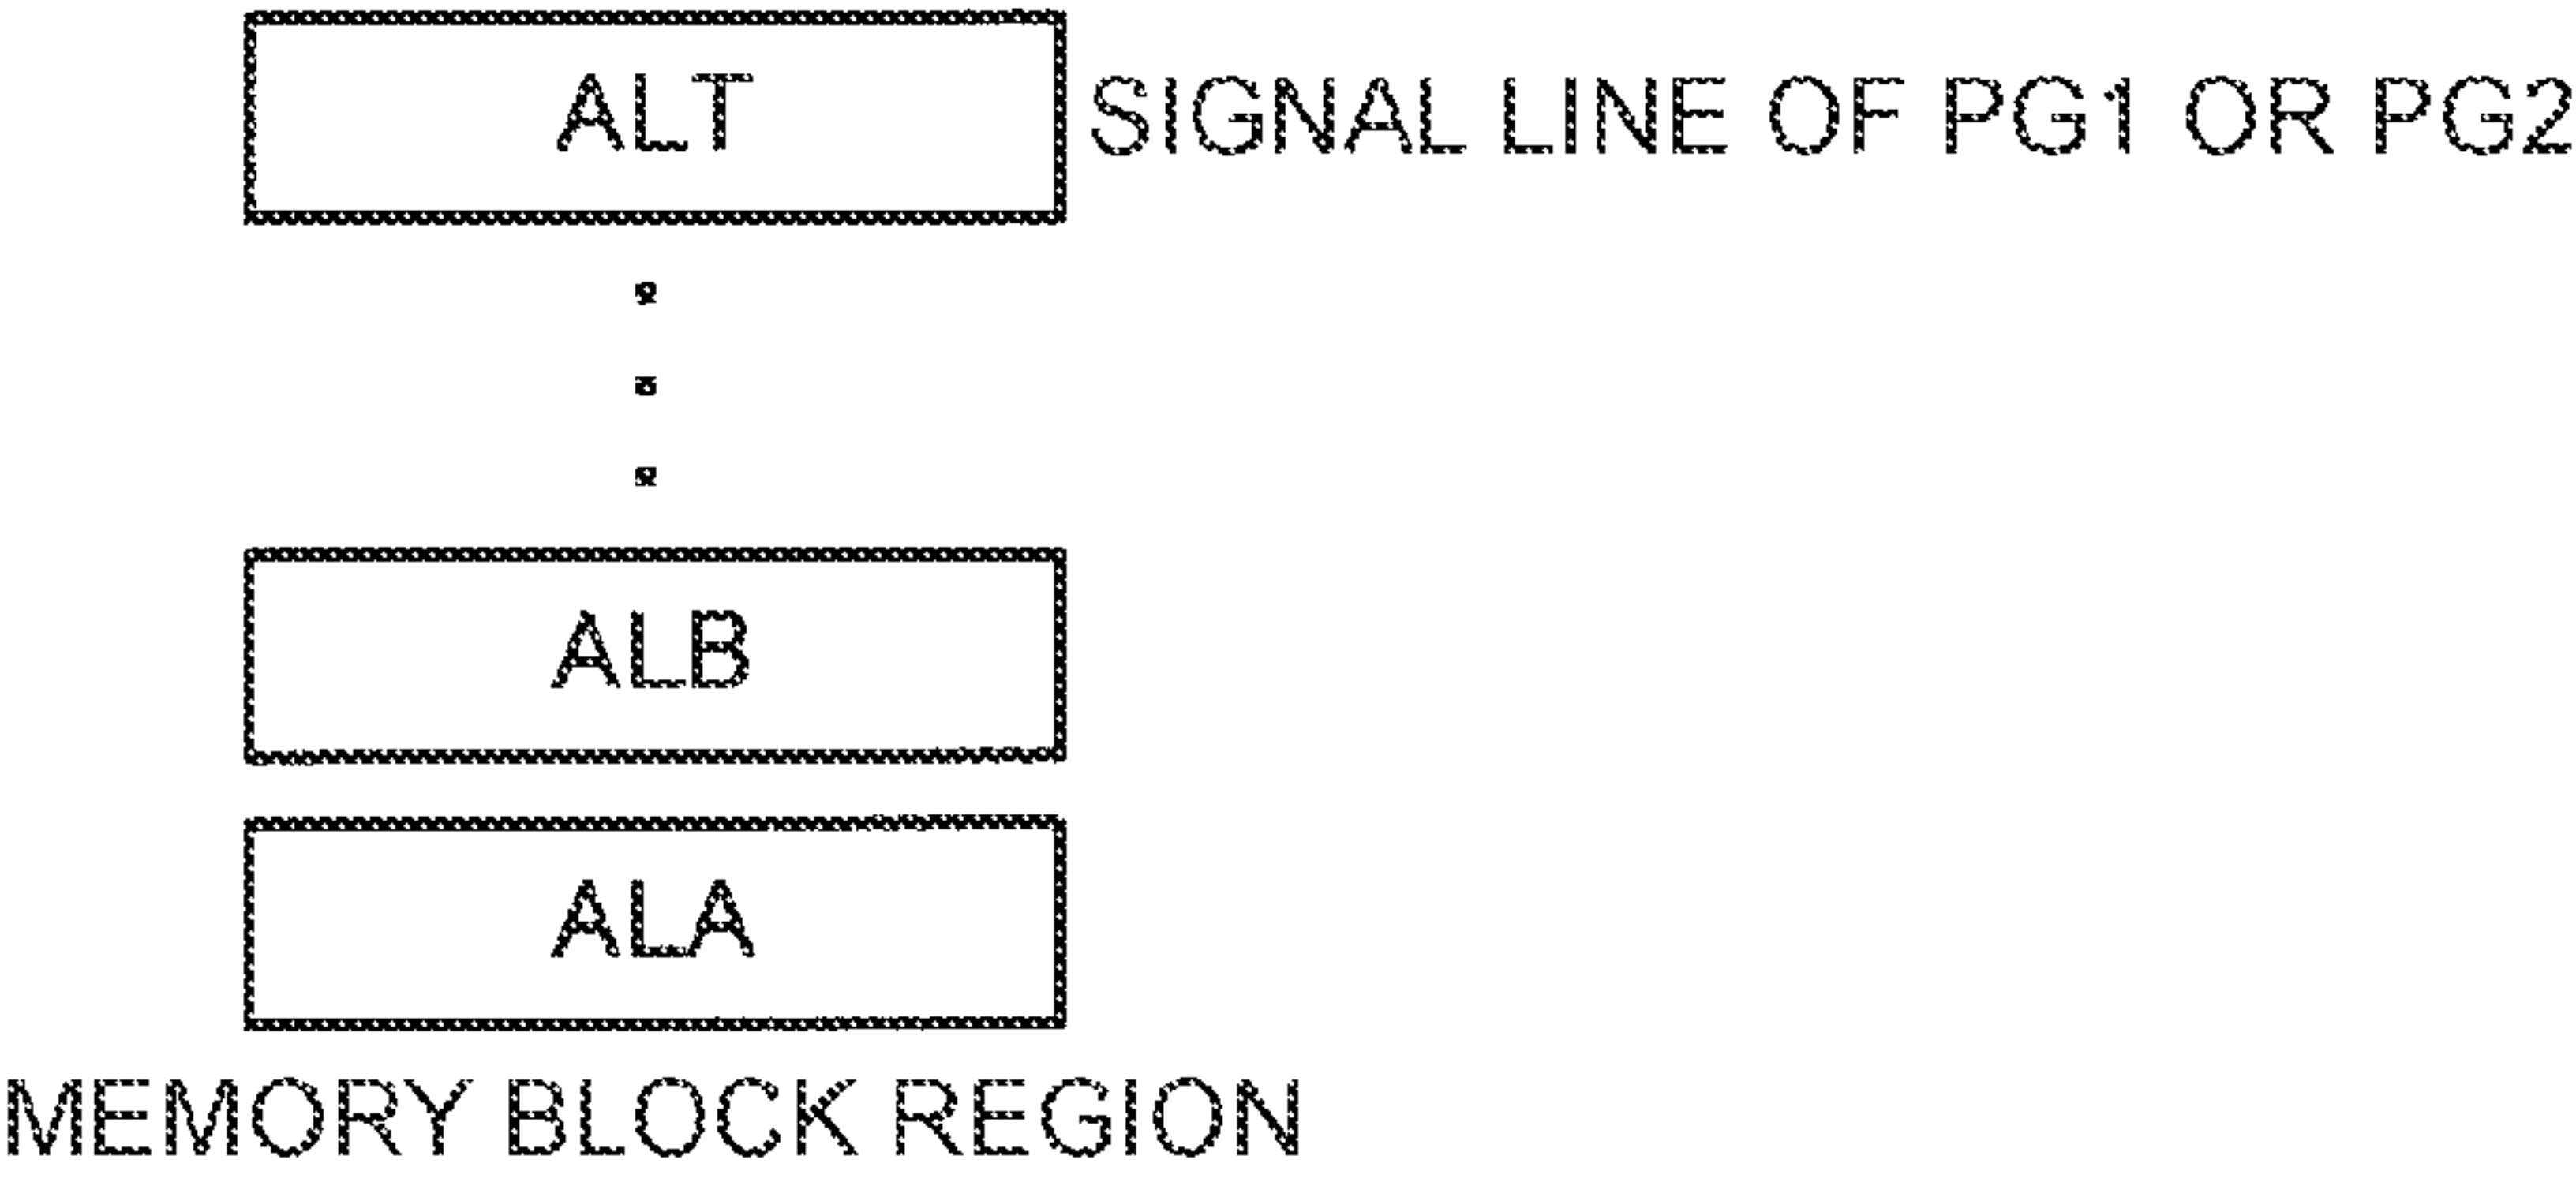 ALT
SIGNAL LINE OF PG1 OR PG2
ALB
ALA
MEMORY BLOCK REGION